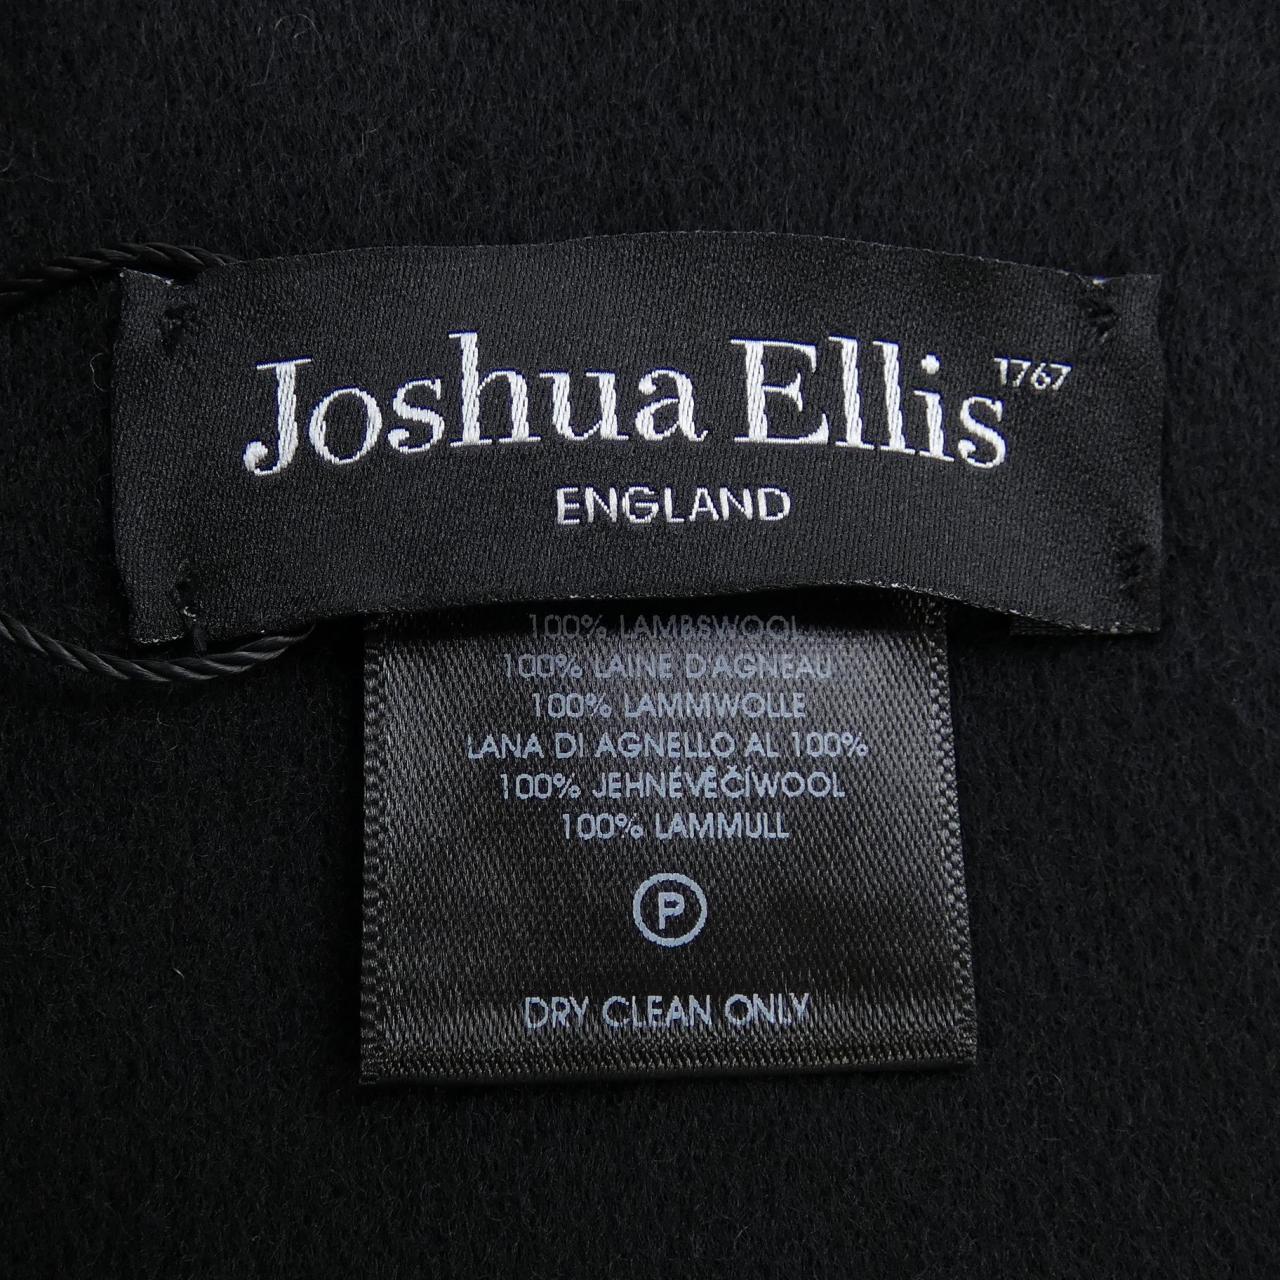 Joshua Ellis 1767
ENGLAND
100% LAMBSWOOL
100% LAINE D'AGNEAU
100% LAMMWOLLE
LANA DI AGNELLO AL 100%
100% JEHNÉVĚČÍWOOL
100% LAMMULL
P
DRY CLEAN ONLY